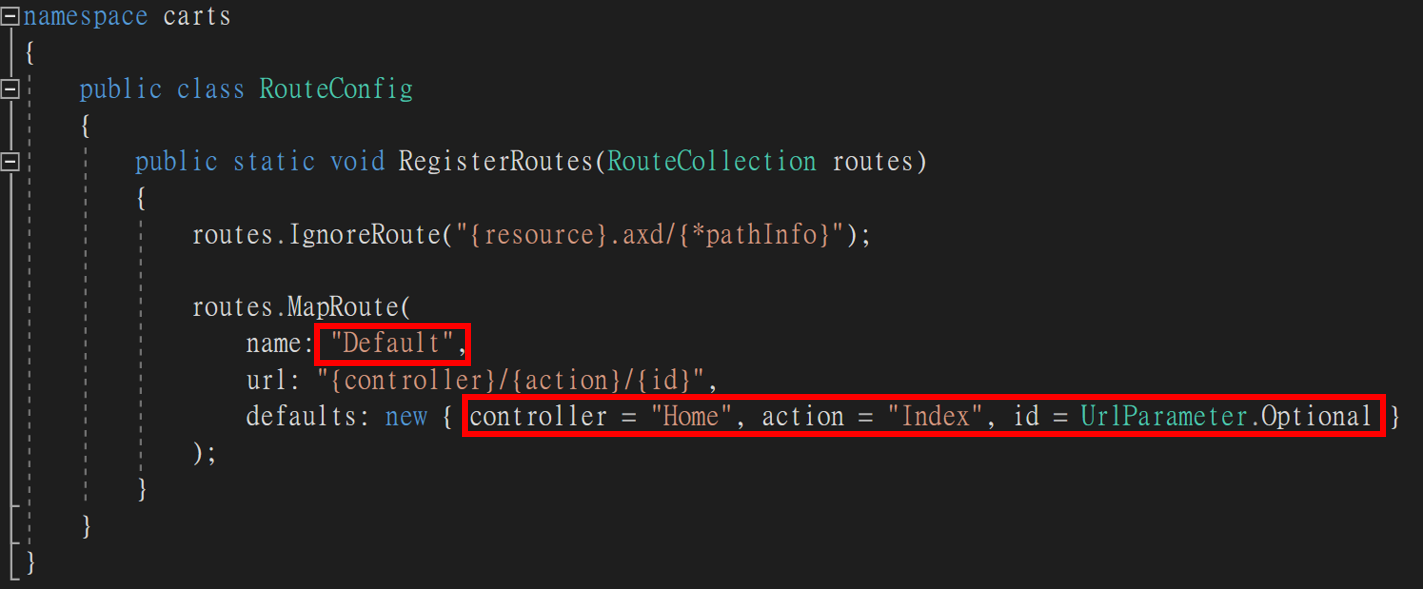 namespace carts
{
public class RouteConfig
{
public static void RegisterRoutes(RouteCollection routes)
{
routes.IgnoreRoute("{resource}.axd/{*pathInfo}");
routes.MapRoute(
name: "Default",
url: "{controller}/{action}/{id}",
defaults: new { controller = "Home", action = "Index", id = UrlParameter.Optional }
);
}
}
}